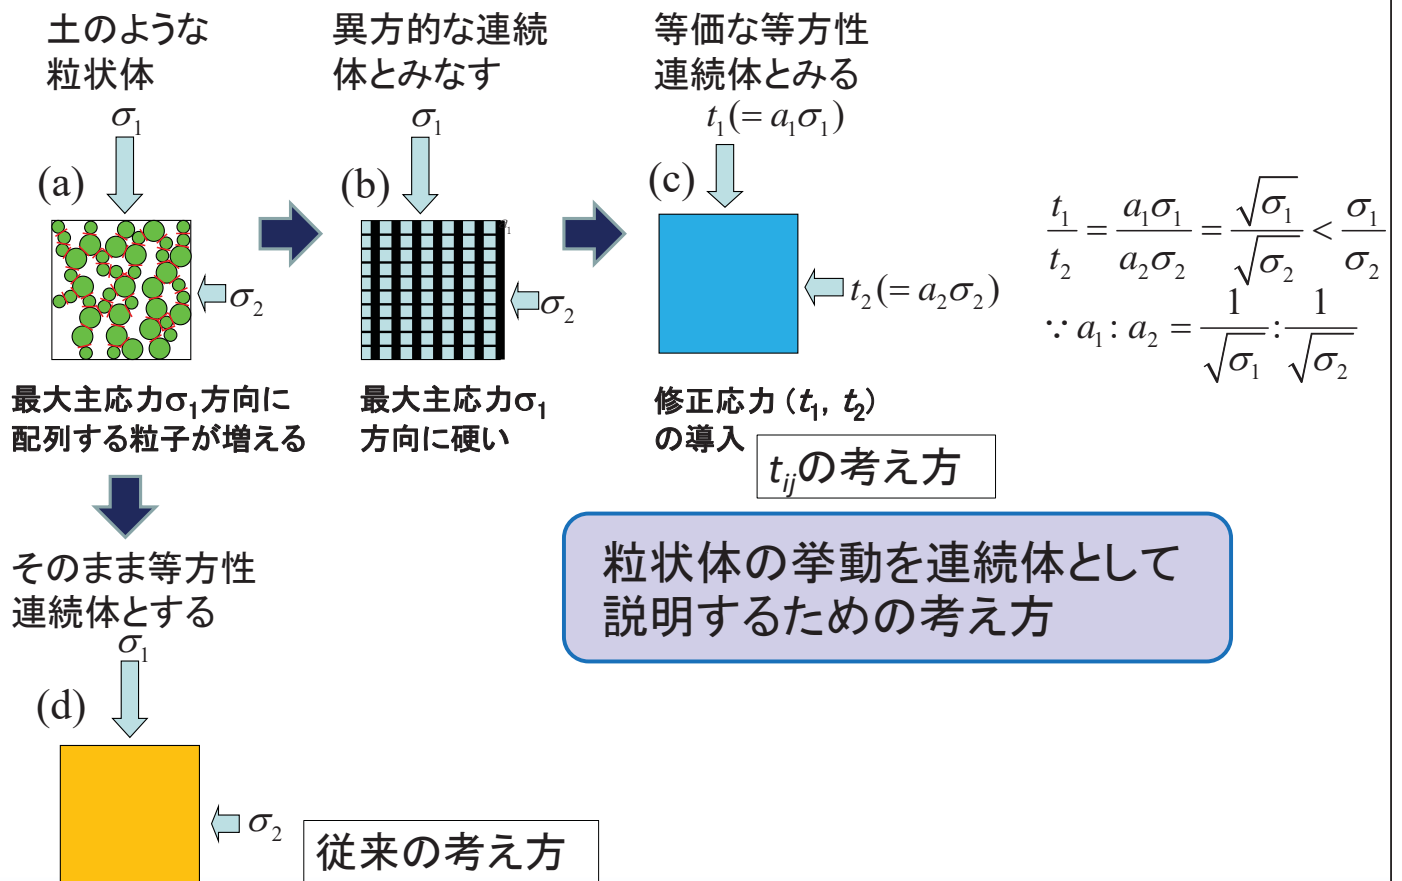 土のような
粒状体
σ₁
(a)
σ₂
最大主応力σ₁方向に
配列する粒子が増える
異方的な連続
体とみなす
σ₁
(b)
σ₂
最大主応力σ₁
方向に硬い
等価な等方性
連続体とみる
t₁(= a₁σ₁)
(c)
t₂(= a₂σ₂)
修正応力（t₁, t₂）
の導入
t₁/t₂ = a₁σ₁/a₂σ₂ = √σ₁/√σ₂ < σ₁/σ₂
∵ a₁ : a₂ = 1/√σ₁ : 1/√σ₂
tᵢⱼの考え方
粒状体の挙動を連続体として
説明するための考え方
そのまま等方性
連続体とする
σ₁
(d)
σ₂
従来の考え方